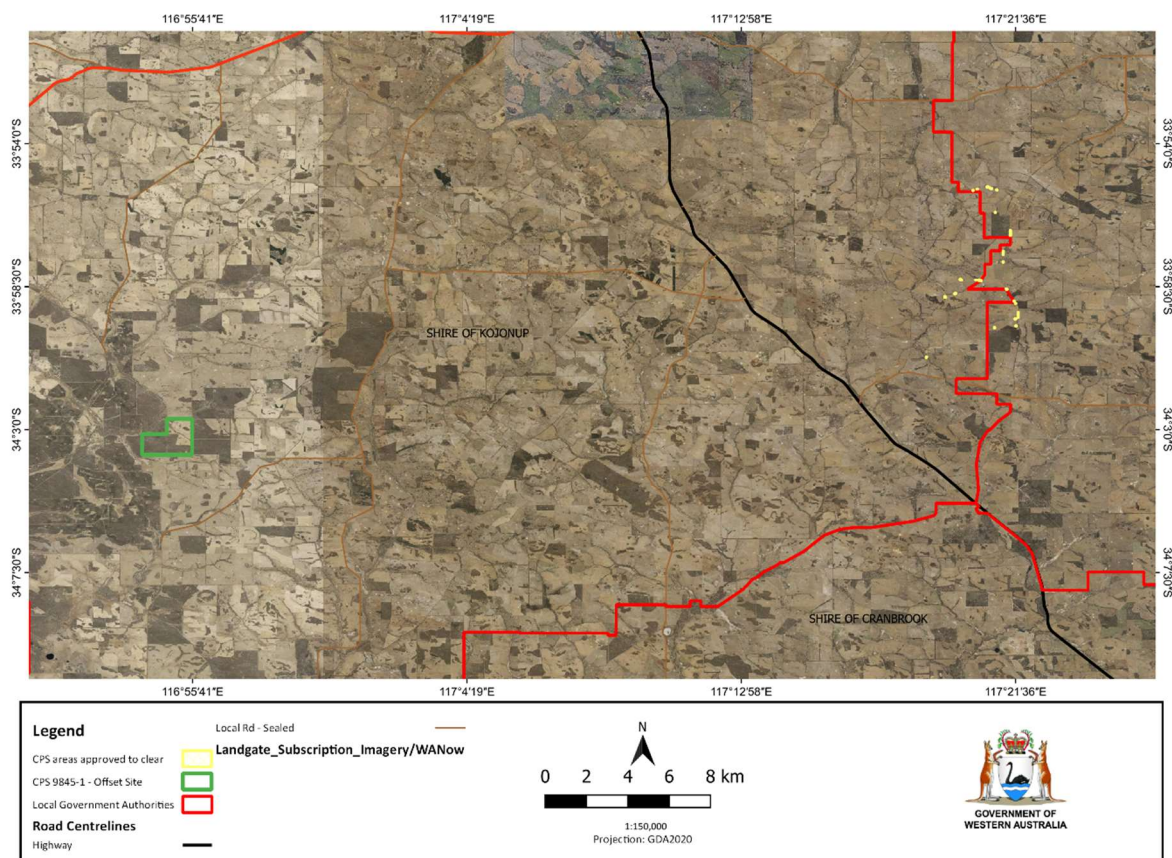 116°55'41"E 117°4'19"E 117°12'58"E 117°21'36"E
33°54'0"S 33°54'0"S
33°58'30"S 33°58'30"S
SHIRE OF KOJONUP
34°3'0"S 34°3'0"S
34°7'30"S 34°7'30"S
SHIRE OF CRANBROOK
116°55'41"E 117°4'19"E 117°12'58"E 117°21'36"E
Legend
CPS areas approved to clear
CPS 9845-1 - Offset Site
Local Government Authorities
Road Centrelines
Highway
Local Rd - Sealed
Landgate_Subscription_Imagery/WANow
N
0 2 4 6 8 km
1:150,000
Projection: GDA2020
GOVERNMENT OF
WESTERN AUSTRALIA